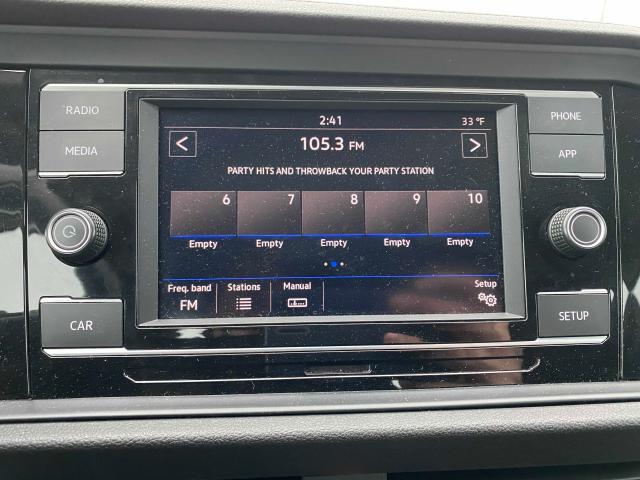 RADIO
MEDIA
CAR
2:41 33 °F
< 105.3 FM >
PARTY HITS AND THROWBACK YOUR PARTY STATION
6 7 8 9 10
Empty Empty Empty Empty Empty
Freq. band Stations Manual Setup
FM
PHONE
APP
SETUP